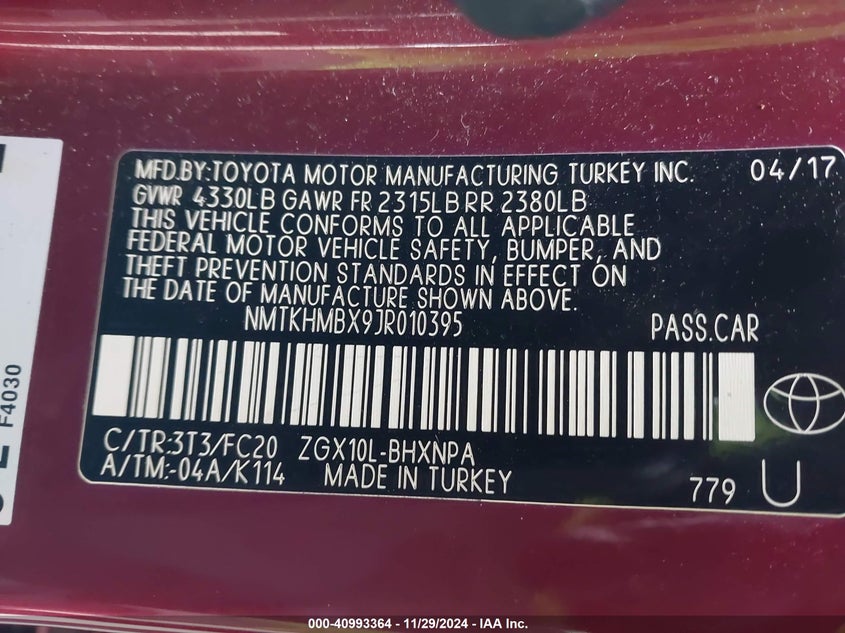 MFD.BY:TOYOTA MOTOR MANUFACTURING TURKEY INC. 04/17
GVWR 4330LB GAWR FR 2315LB RR 2380LB
THIS VEHICLE CONFORMS TO ALL APPLICABLE
FEDERAL MOTOR VEHICLE SAFETY, BUMPER, AND
THEFT PREVENTION STANDARDS IN EFFECT ON
THE DATE OF MANUFACTURE SHOWN ABOVE.
NMTKHMBX9JR010395 PASS.CAR
C/TR:3T3/FC20 ZGX10L-BHXNPA
A/TM:-04A/K114 MADE IN TURKEY
779 U
F4030
000-40993364 - 11/29/2024 - IAA Inc.